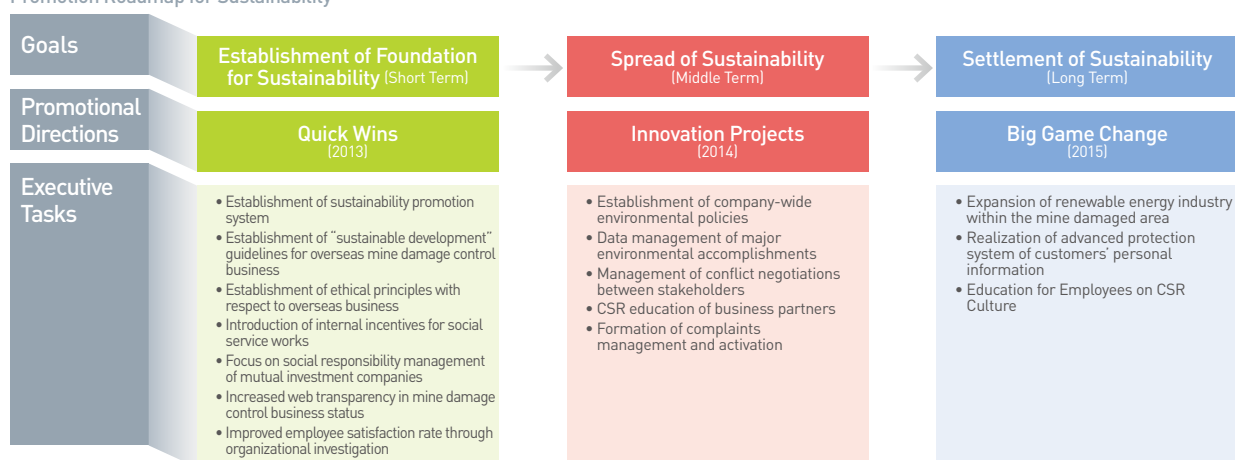 Promotion Roadmap for Sustainability
Goals
Establishment of Foundation
for Sustainability (Short Term)
Spread of Sustainability
(Middle Term)
Settlement of Sustainability
(Long Term)
Promotional
Directions
Quick Wins
(2013)
Innovation Projects
(2014)
Big Game Change
(2015)
Executive
Tasks
• Establishment of sustainability promotion
system
• Establishment of "sustainable development"
guidelines for overseas mine damage control
business
• Establishment of ethical principles with
respect to overseas business
• Introduction of internal incentives for social
service works
• Focus on social responsibility management
of mutual investment companies
• Increased web transparency in mine damage
control business status
• Improved employee satisfaction rate through
organizational investigation
• Establishment of company-wide
environmental policies
• Data management of major
environmental accomplishments
• Management of conflict negotiations
between stakeholders
• CSR education of business partners
• Formation of complaints
management and activation
• Expansion of renewable energy industry
within the mine damaged area
• Realization of advanced protection
system of customers' personal
information
• Education for Employees on CSR
Culture